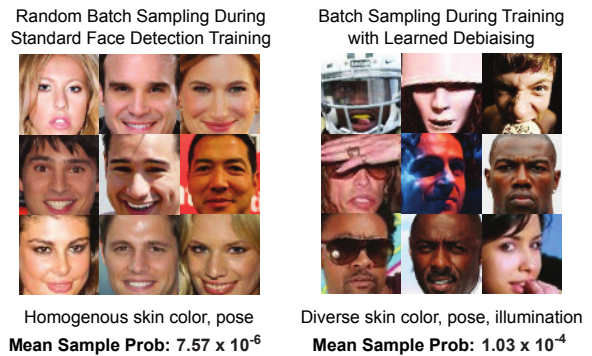 Random Batch Sampling During
Standard Face Detection Training
Homogenous skin color, pose
Mean Sample Prob: 7.57 x 10-6
Batch Sampling During Training
with Learned Debiaising
Diverse skin color, pose, illumination
Mean Sample Prob: 1.03 x 10-4